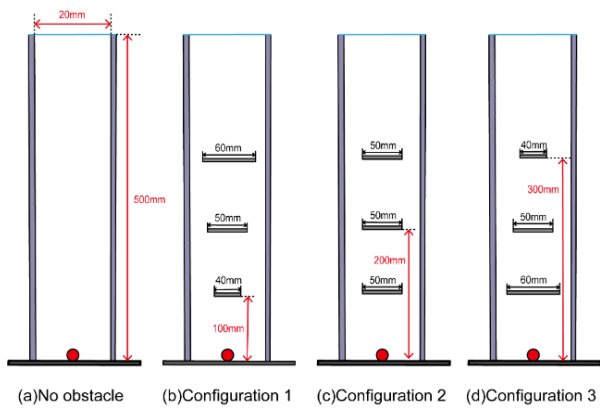 20mm
500mm
(a)No obstacle
60mm
50mm
40mm
100mm
(b)Configuration 1
50mm
50mm
200mm
50mm
(c)Configuration 2
40mm
300mm
50mm
60mm
(d)Configuration 3